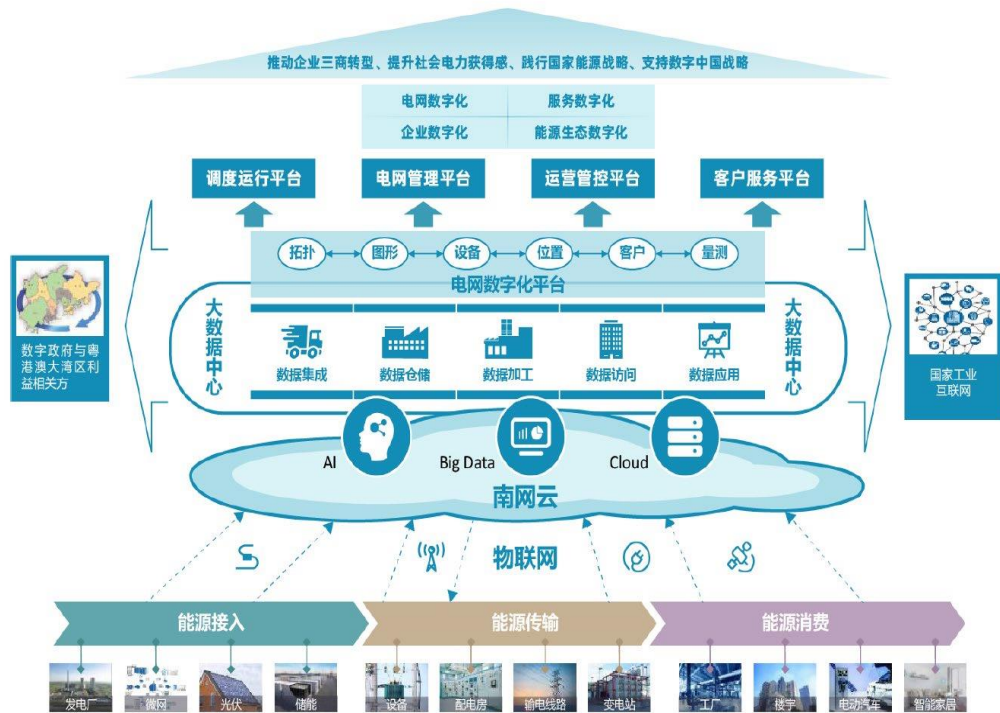 推动企业三商转型、提升社会电力获得感、践行国家能源战略、支持数字中国战略
电网数字化
服务数字化
企业数字化
能源生态数字化
调度运行平台
电网管理平台
运营管控平台
客户服务平台
拓扑
图形
设备
位置
客户
量测
电网数字化平台
大数据中心
数据集成
数据仓储
数据加工
数据访问
数据应用
大数据中心
数字政府与粤
港澳大湾区利
益相关方
国家工业
互联网
AI
Big Data
Cloud
南网云
物联网
能源接入
能源传输
能源消费
发电厂
微网
光伏
储能
设备
配电房
输电线路
变电站
工厂
楼宇
电动汽车
智能家居